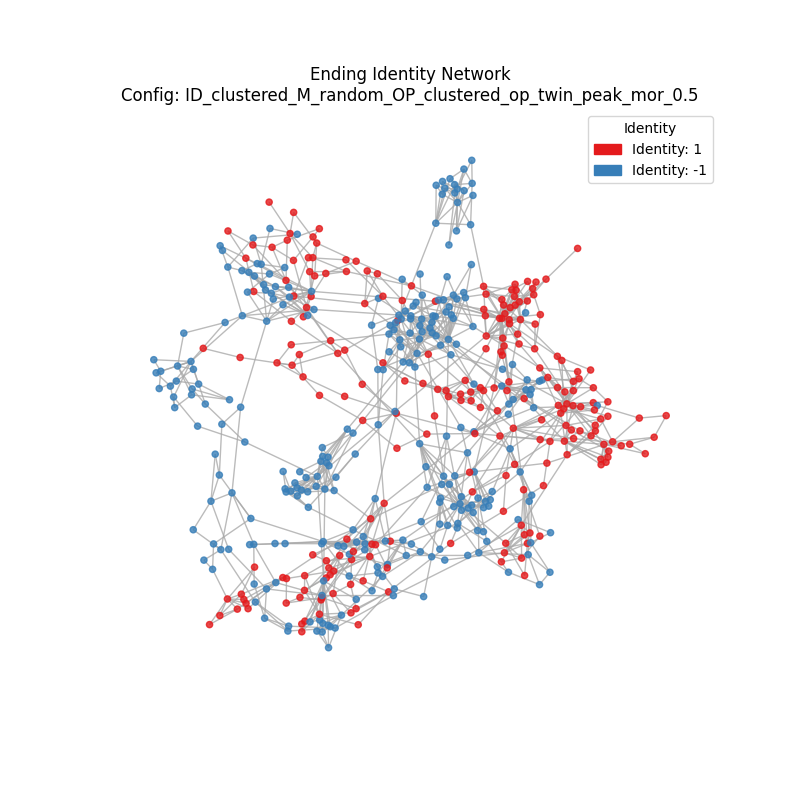 Ending Identity Network
Config: ID_clustered_M_random_OP_clustered_op_twin_peak_mor_0.5
Identity
Identity: 1
Identity: -1